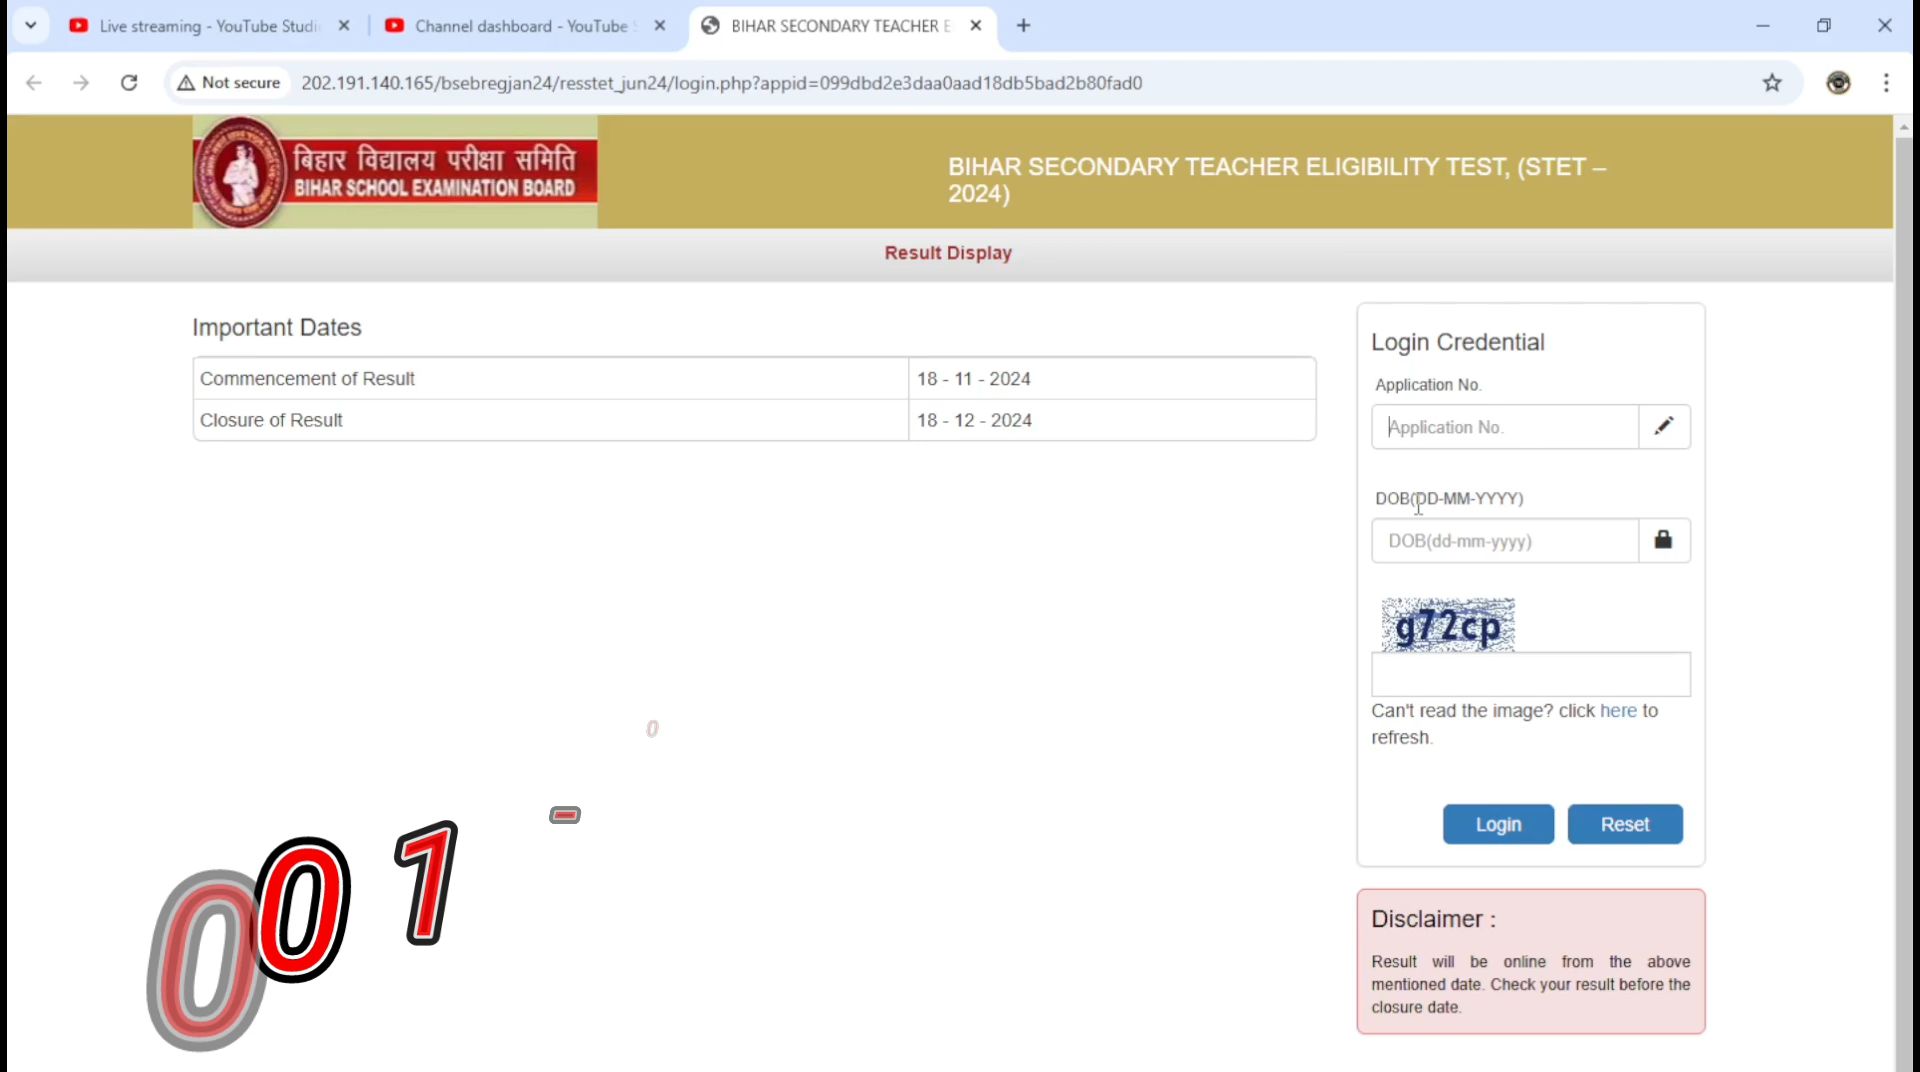 Live streaming - YouTube Studi
Channel dashboard - YouTube
BIHAR SECONDARY TEACHER E
Not secure
202.191.140.165/bsebregjan24/resstet_jun24/login.php?appid=099dbd2e3daa0aad18db5bad2b80fad0
बिहार विद्यालय परीक्षा समिति
BIHAR SCHOOL EXAMINATION BOARD
BIHAR SECONDARY TEACHER ELIGIBILITY TEST, (STET –
2024)
Result Display
Important Dates
Commencement of Result 18 - 11 - 2024
Closure of Result 18 - 12 - 2024
Login Credential
Application No.
Application No.
DOB(DD-MM-YYYY)
DOB(dd-mm-yyyy)
g72cp
Can't read the image? click here to
refresh.
Login Reset
Disclaimer :
Result will be online from the above
mentioned date. Check your result before the
closure date.
001-0